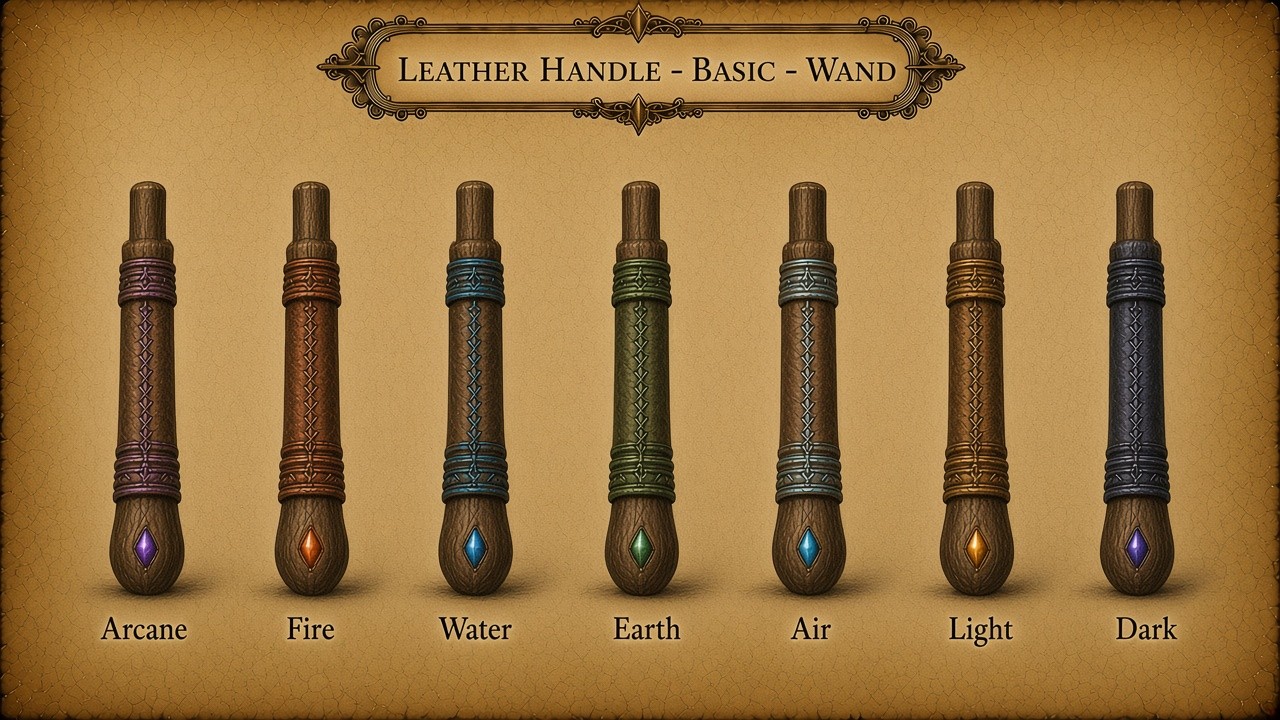 Leather Handle - Basic - Wand
Arcane
Fire
Water
Earth
Air
Light
Dark